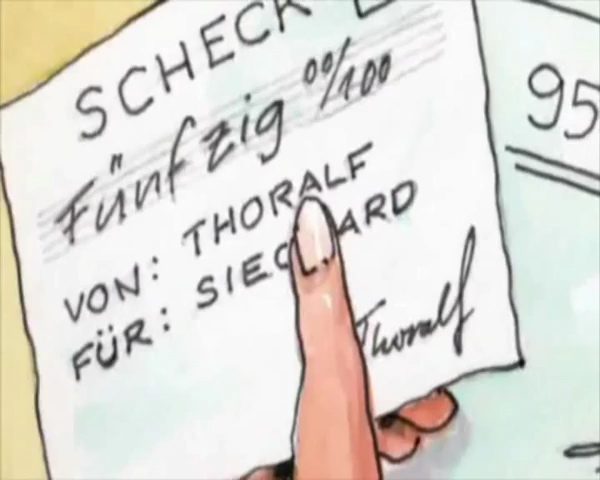 SCHECK
Fünfzig 00/100
VON: THORALF
FÜR:
Thoralf
95